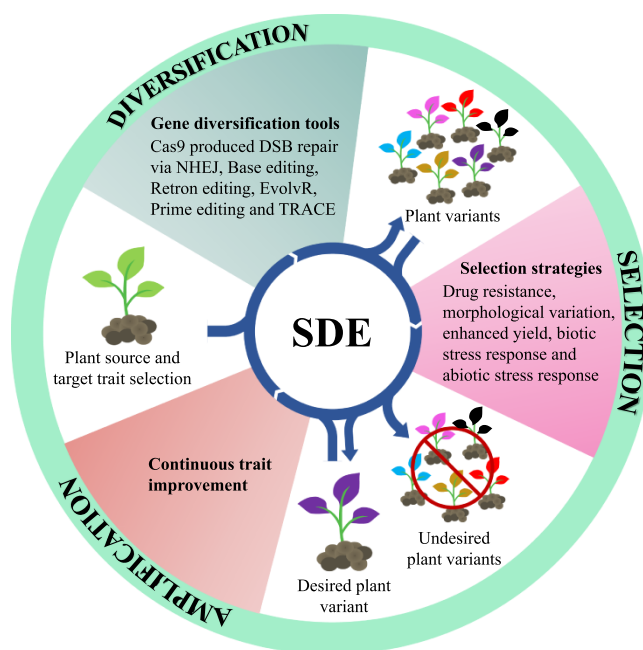 DIVERSIFICATION
Gene diversification tools
Cas9 produced DSB repair
via NHEJ, Base editing,
Retron editing, EvolvR,
Prime editing and TRACE
Plant variants
SELECTION
Selection strategies
Drug resistance,
morphological variation,
enhanced yield, biotic
stress response and
abiotic stress response
SDE
Plant source and
target trait selection
Undesired
plant variants
Desired plant
variant
Continuous trait
improvement
AMPLIFICATION